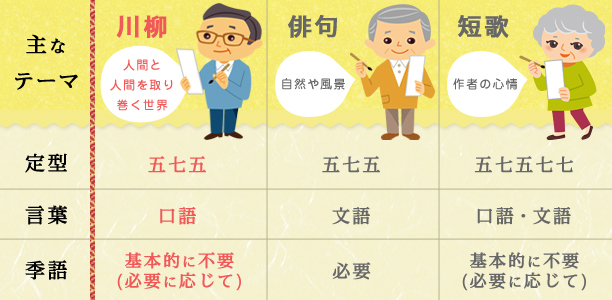 主な
テーマ
川柳
人間と
人間を取り
巻く世界
俳句
自然や風景
短歌
作者の心情
定型
五七五
五七五
五七五七七
言葉
口語
文語
口語・文語
季語
基本的に不要
(必要に応じて)
必要
基本的に不要
(必要に応じて)